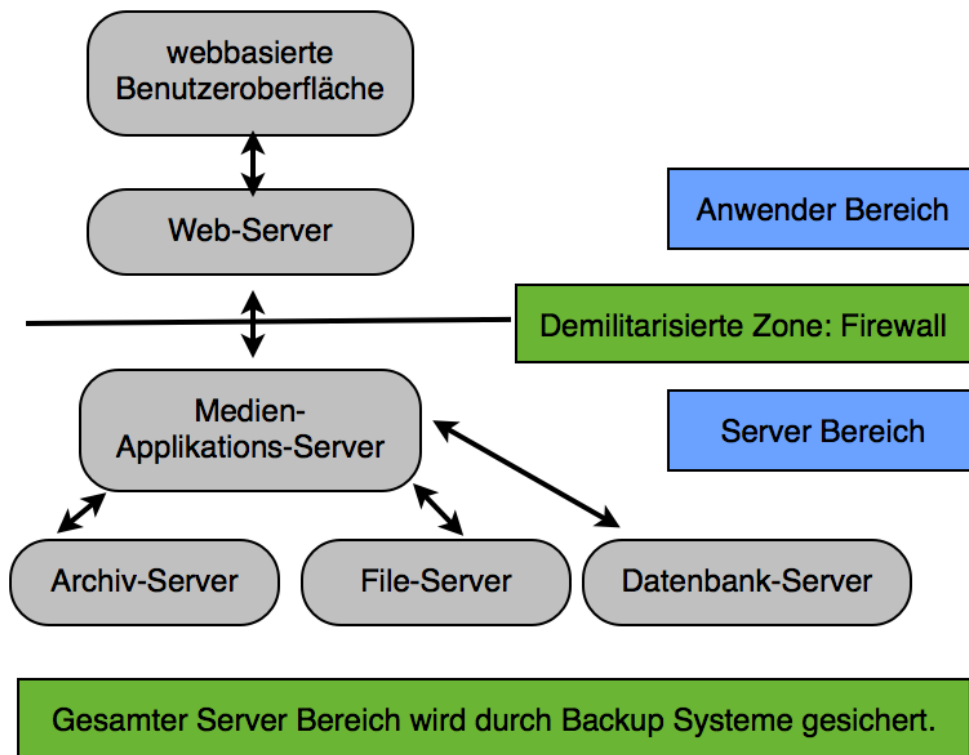 webbasierte
Benutzeroberfläche
Web-Server
Anwender Bereich
Demilitarisierte Zone: Firewall
Medien-
Applikations-Server
Server Bereich
Archiv-Server
File-Server
Datenbank-Server
Gesamter Server Bereich wird durch Backup Systeme gesichert.